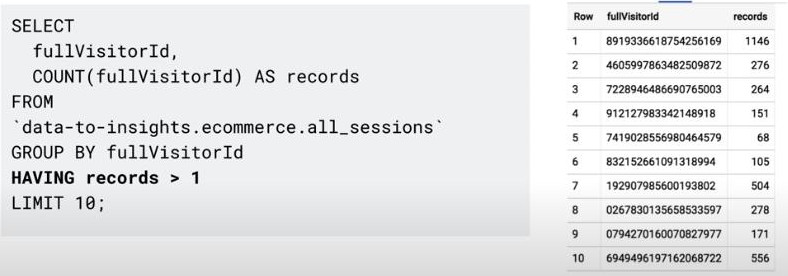 SELECT
fullVisitorId,
COUNT(fullVisitorId) AS records
FROM
`data-to-insights.ecommerce.all_sessions`
GROUP BY fullVisitorId
HAVING records > 1
LIMIT 10;
Row fullVisitorId records
1 8919336618754256169 1146
2 4605997863482509872 276
3 7228946486690765003 264
4 912127983342148918 151
5 7419028556980464579 68
6 832152661091318994 105
7 192907985600193802 504
8 0267830135658533597 278
9 0794270160070827977 171
10 6949496197162068722 556